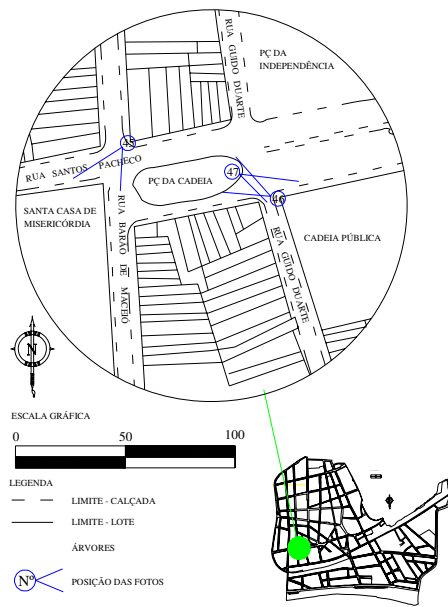 RUA GUIDO DUARTE
PÇ DA
INDEPENDÊNCIA
45
RUA SANTOS PACHECO
PÇ DA CADEIA
47
46
SANTA CASA DE
MISERICÓRDIA
RUA BARÃO DE MACEIÓ
RUA GUIDO DUARTE
CADEIA PÚBLICA
N
ESCALA GRÁFICA
0 50 100
LEGENDA
LIMITE - CALÇADA
LIMITE - LOTE
ÁRVORES
Nº POSIÇÃO DAS FOTOS